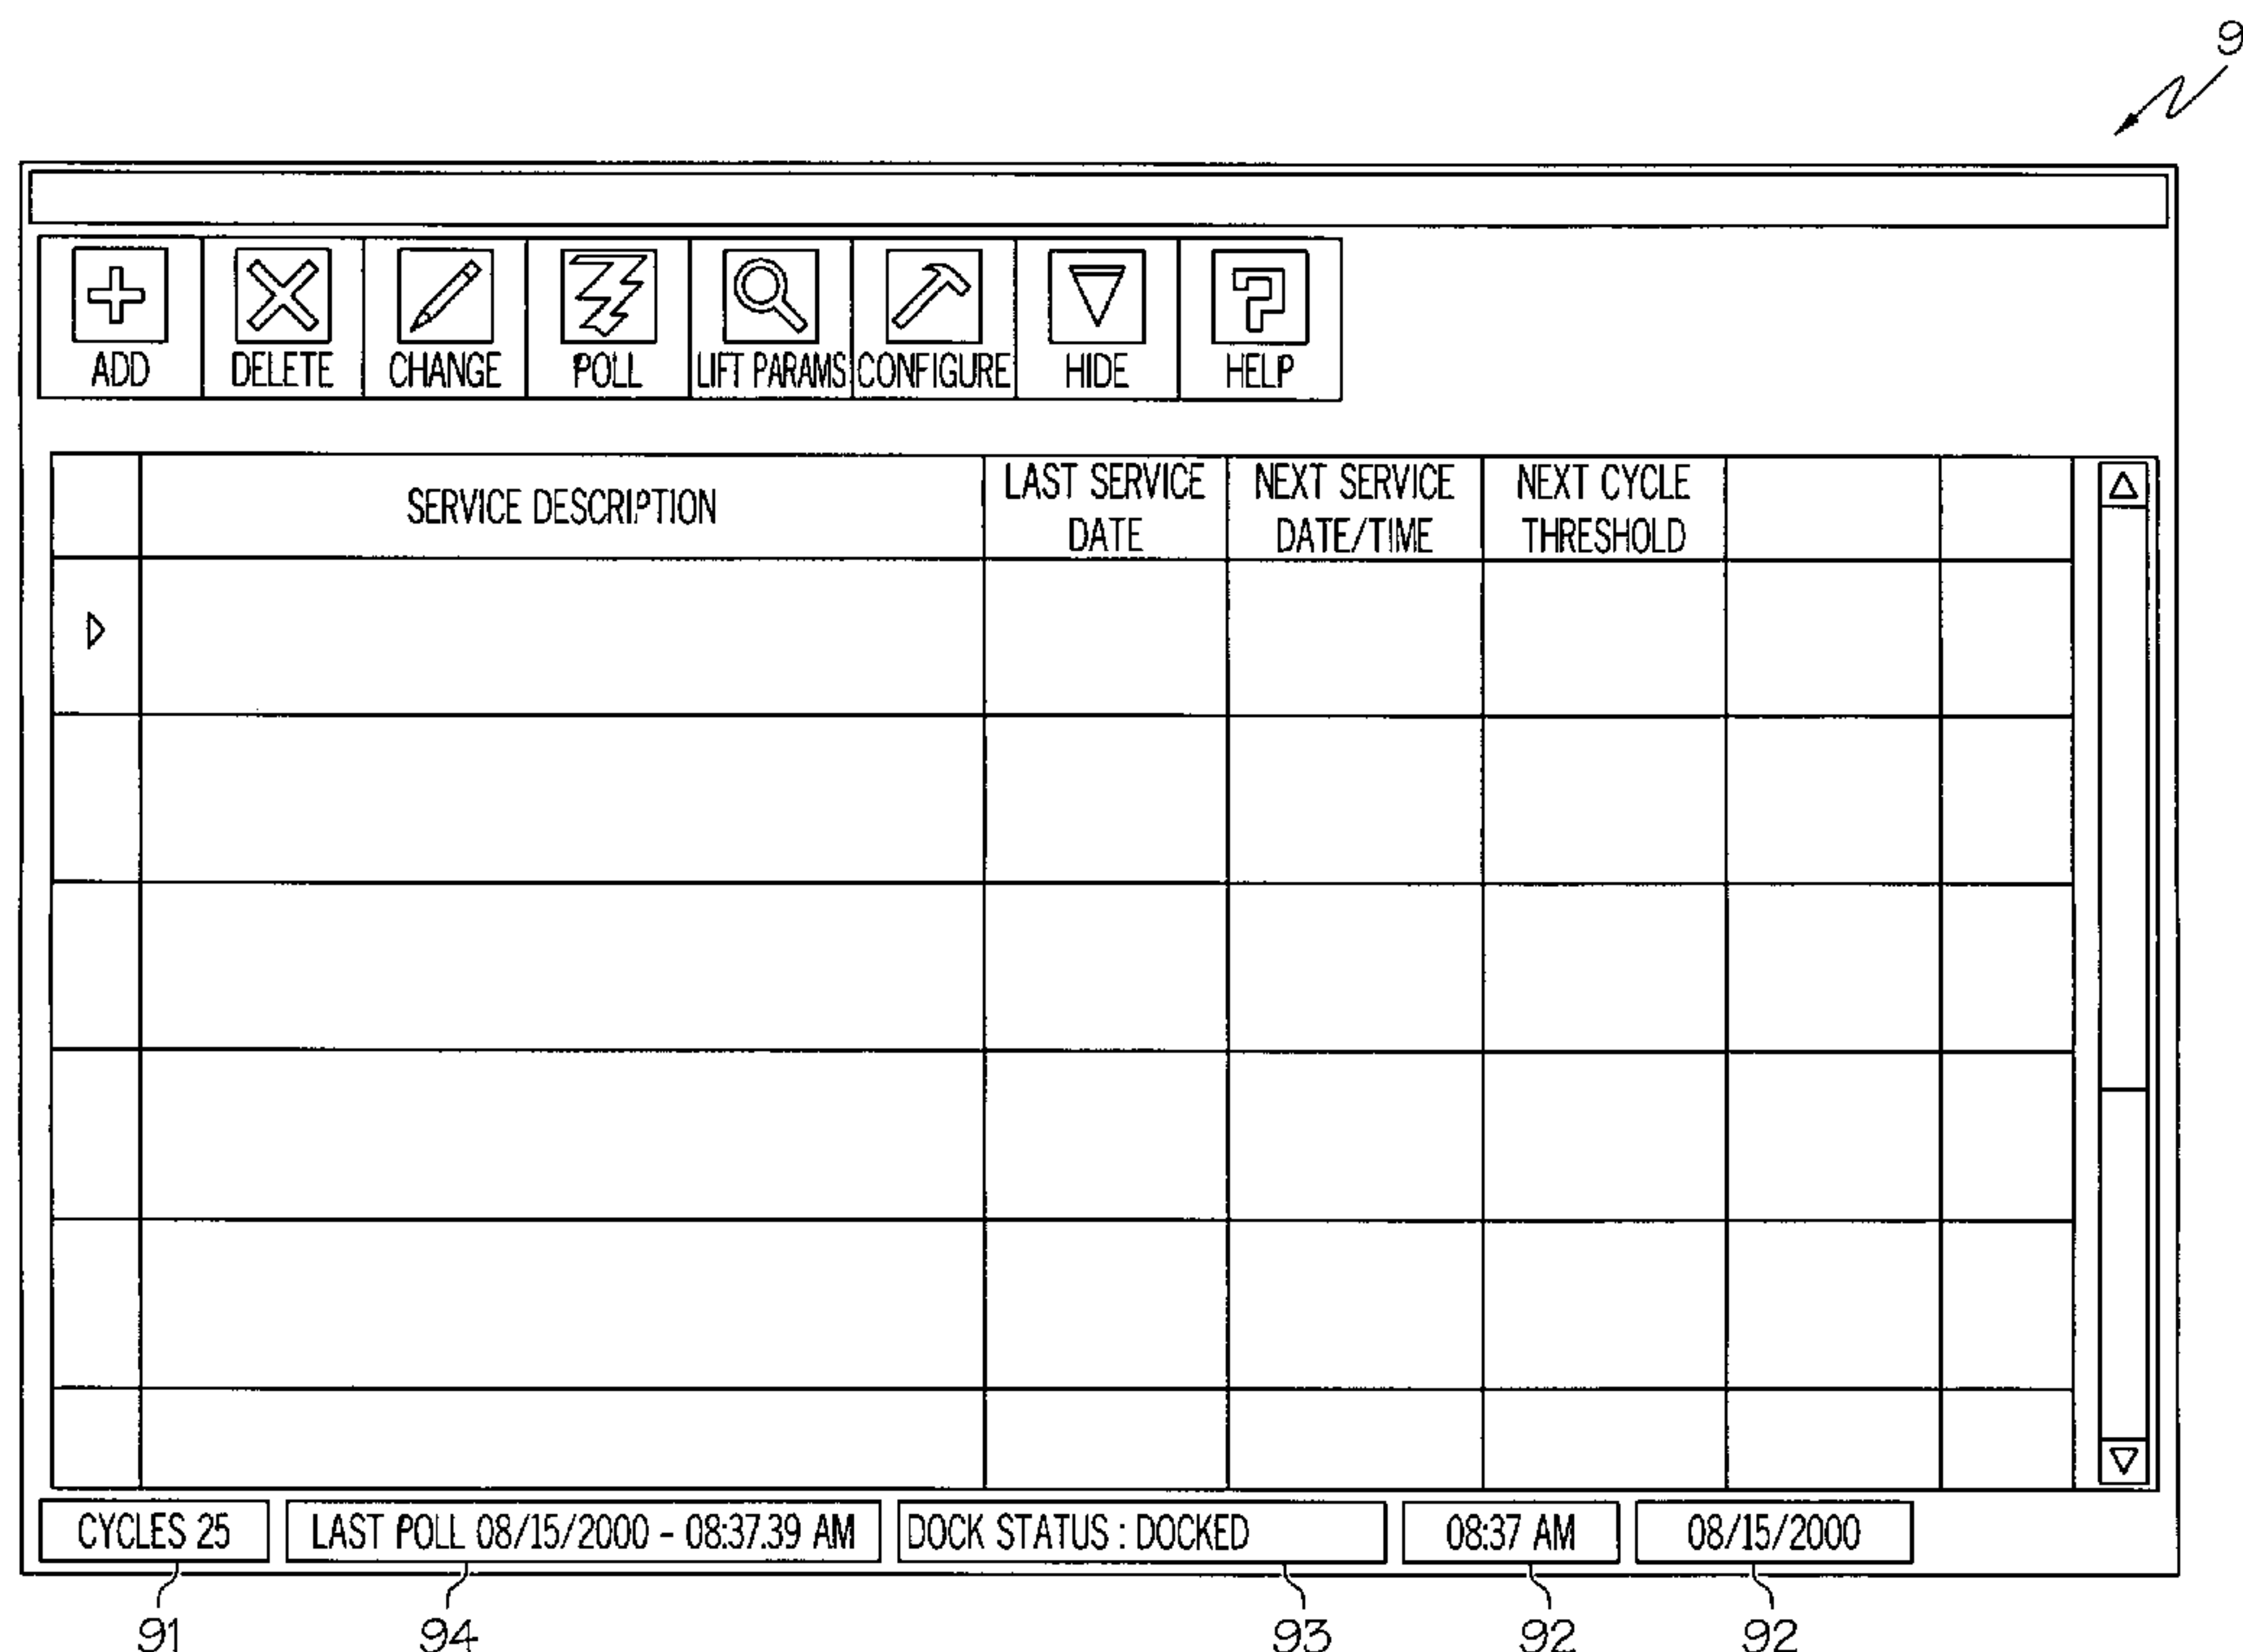 9
ADD DELETE CHANGE POLL LIFT PARAMS CONFIGURE HIDE HELP
SERVICE DESCRIPTION
LAST SERVICE
DATE
NEXT SERVICE
DATE/TIME
NEXT CYCLE
THRESHOLD
CYCLES 25
LAST POLL 08/15/2000 - 08:37.39 AM
DOCK STATUS : DOCKED
08:37 AM
08/15/2000
91 94 93 92 92